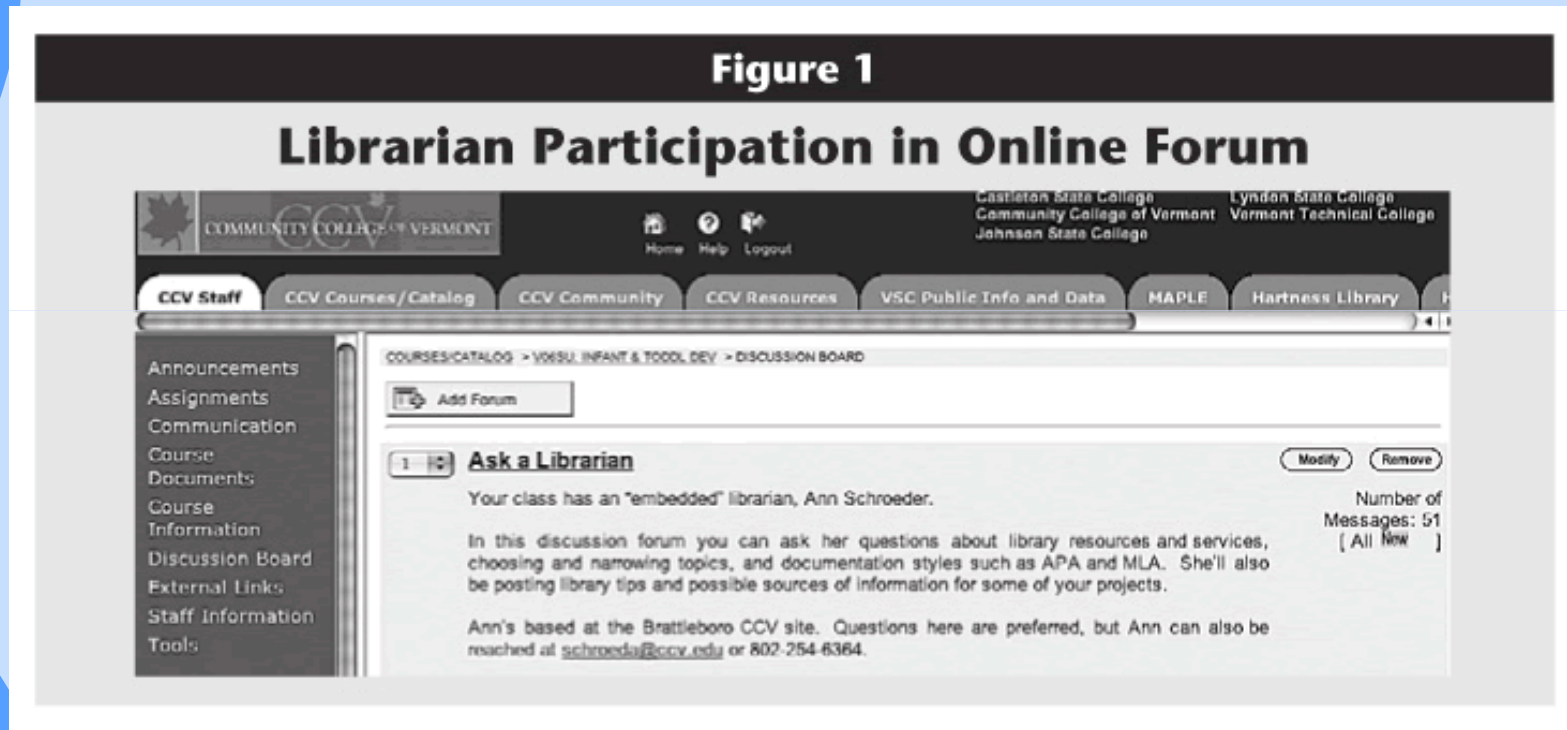 Figure 1
Librarian Participation in Online Forum
COMMUNITY COLLEGE OF VERMONT
CCV
Home Help Logout
Castleton State College Lyndon State College
Community College of Vermont Vermont Technical College
Johnson State College
CCV Staff CCV Courses/Catalog CCV Community CCV Resources VSC Public Info and Data MAPLE Hartness Library H
Announcements
Assignments
Communication
Course
Documents
Course
Information
Discussion Board
External Links
Staff Information
Tools
COURSES/CATALOG > V06SU: INFANT & TODDL DEV > DISCUSSION BOARD
Add Forum
1 Ask a Librarian
Modify Remove
Your class has an "embedded" librarian, Ann Schroeder.
Number of
Messages: 51
[ All New ]
In this discussion forum you can ask her questions about library resources and services,
choosing and narrowing topics, and documentation styles such as APA and MLA. She'll also
be posting library tips and possible sources of information for some of your projects.
Ann's based at the Brattleboro CCV site. Questions here are preferred, but Ann can also be
reached at schroeda@ccv.edu or 802-254-6364.